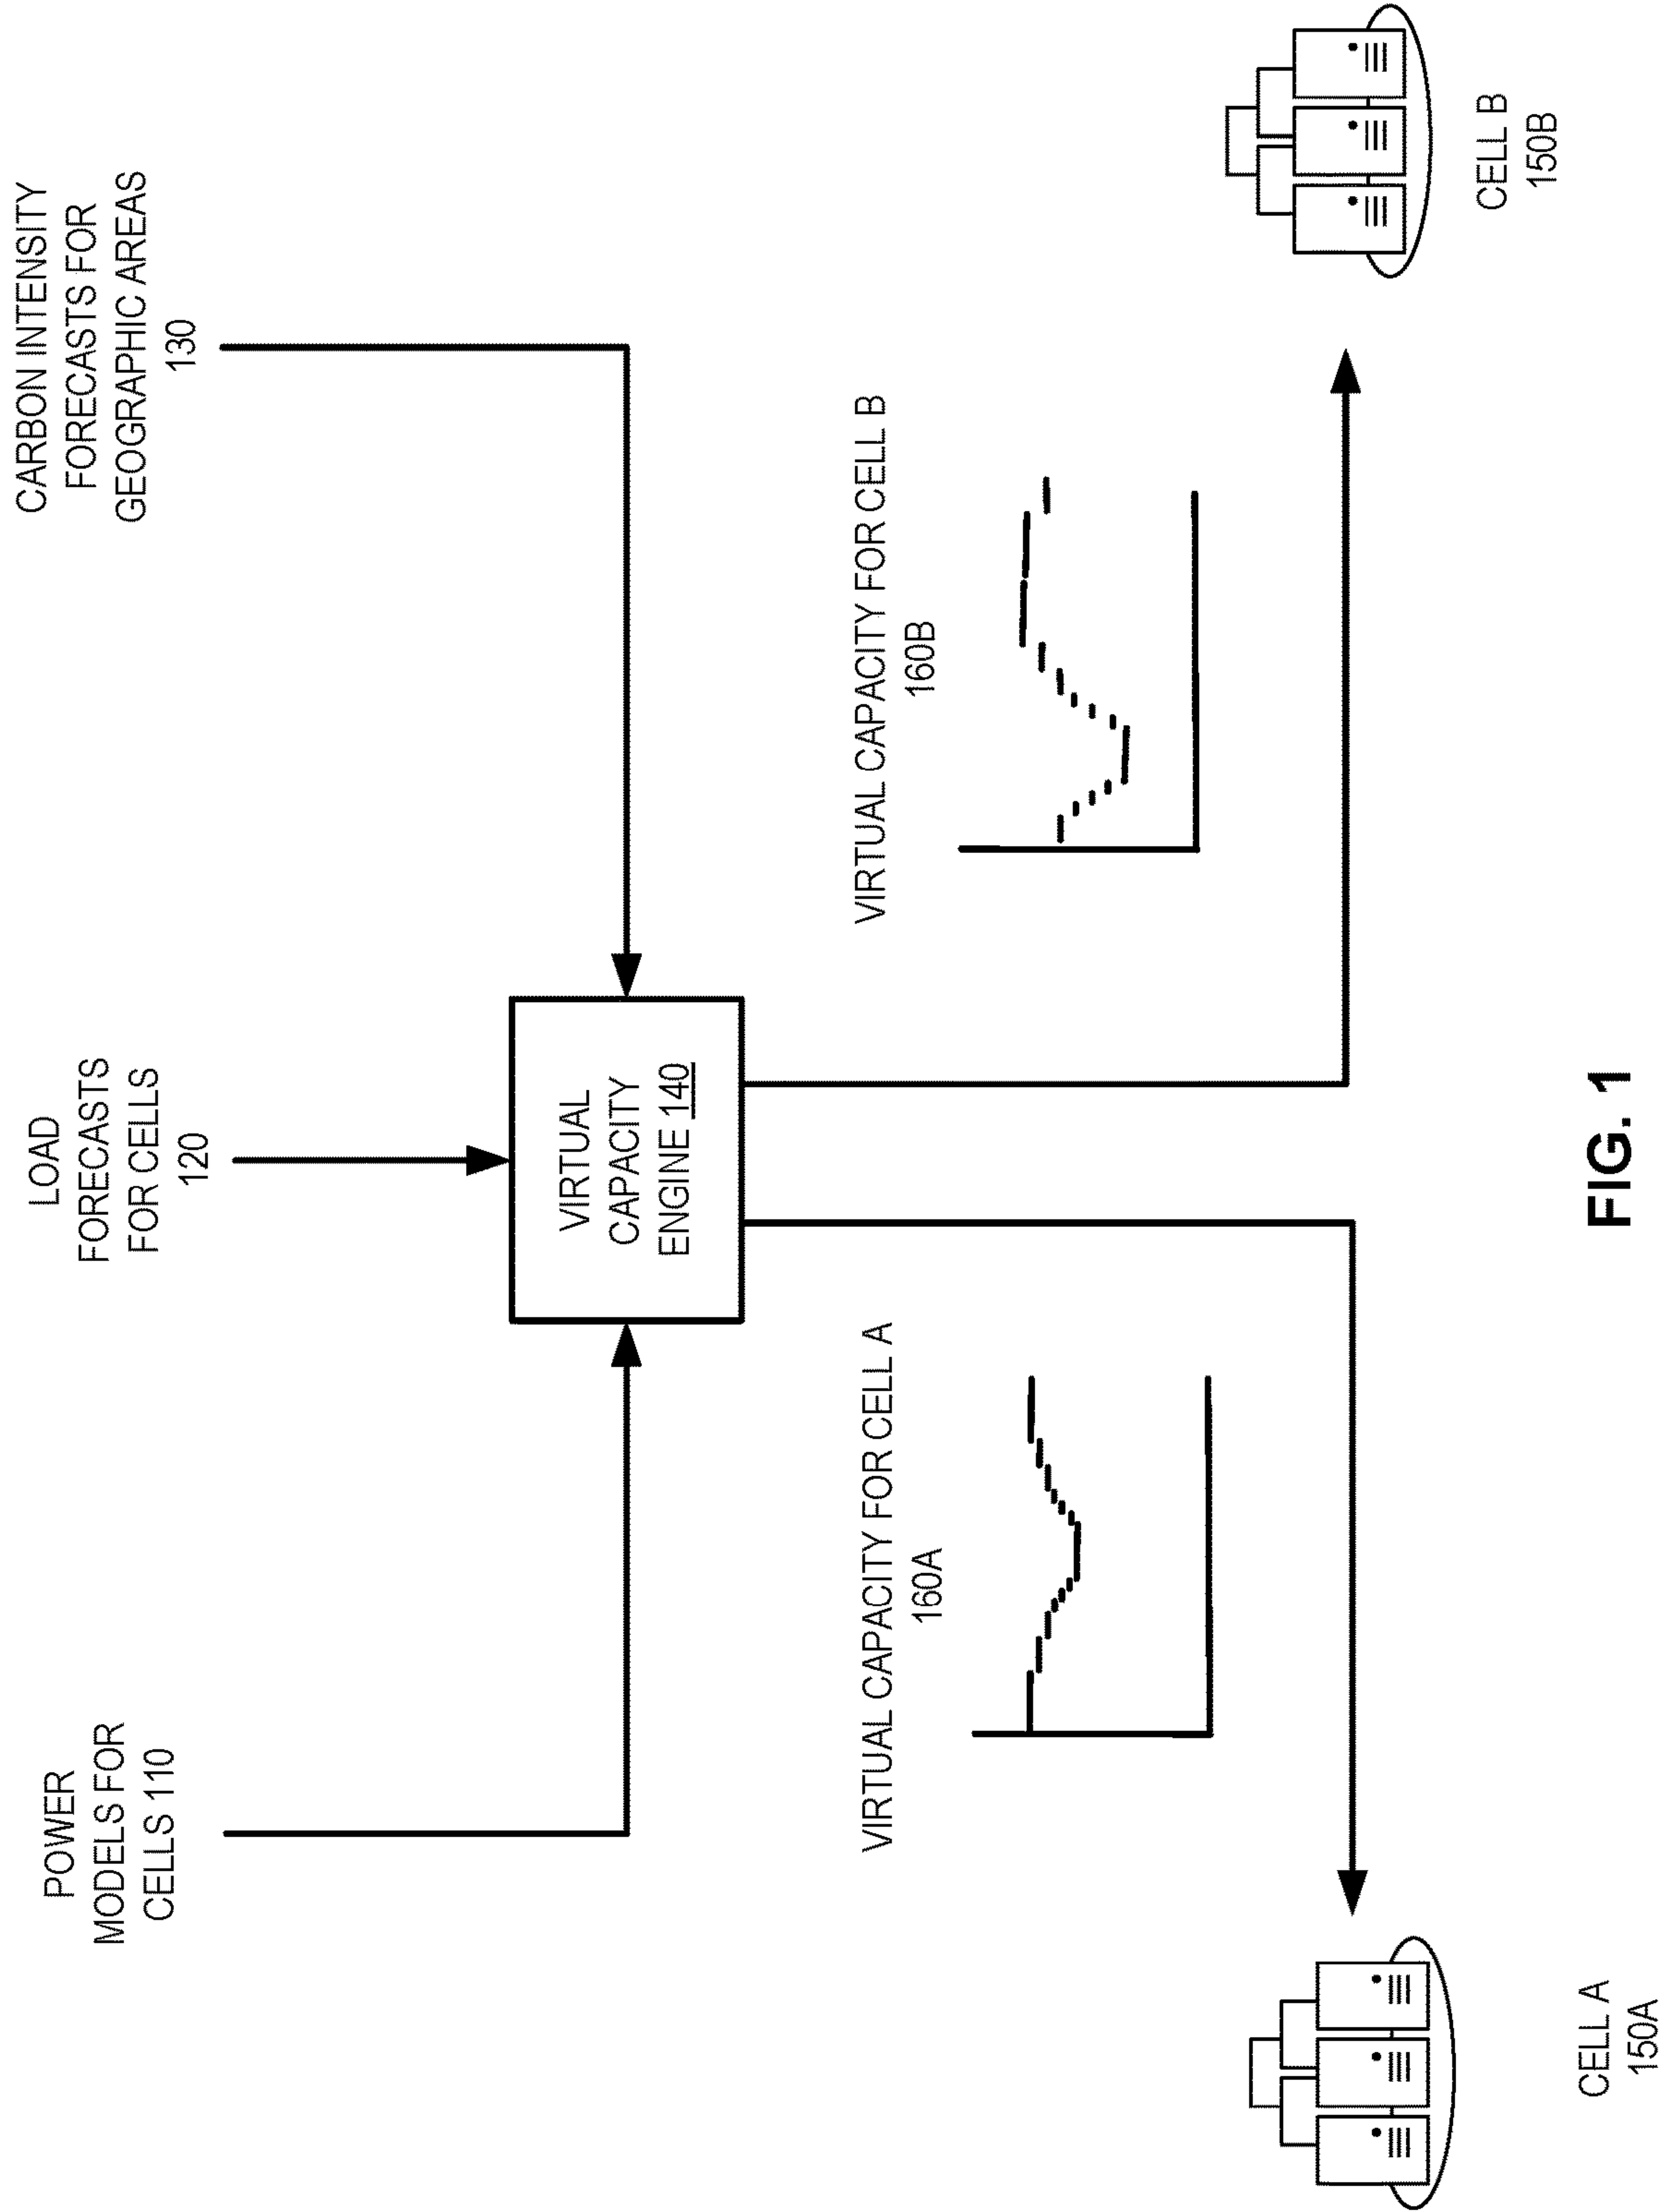 POWER
MODELS FOR
CELLS 110
LOAD
FORECASTS
FOR CELLS
120
CARBON INTENSITY
FORECASTS FOR
GEOGRAPHIC AREAS
130
VIRTUAL
CAPACITY
ENGINE 140
VIRTUAL CAPACITY FOR CELL A
160A
VIRTUAL CAPACITY FOR CELL B
160B
CELL A
150A
CELL B
150B
FIG. 1